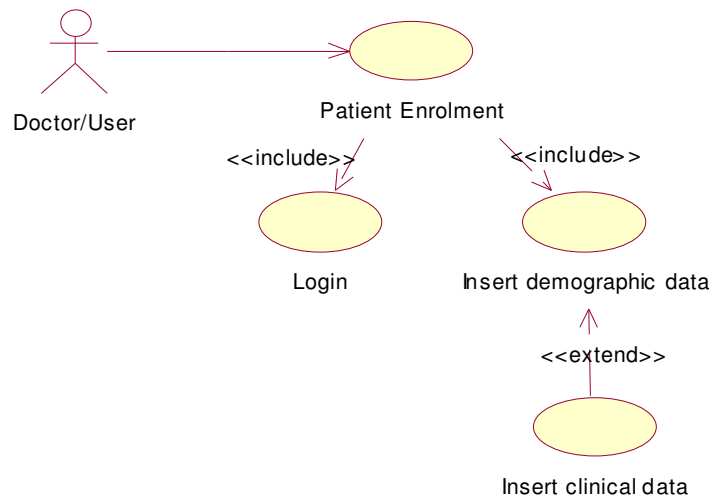 Doctor/User
Patient Enrolment
<<include>>
<<include>>
Login
Insert demographic data
<<extend>>
Insert clinical data